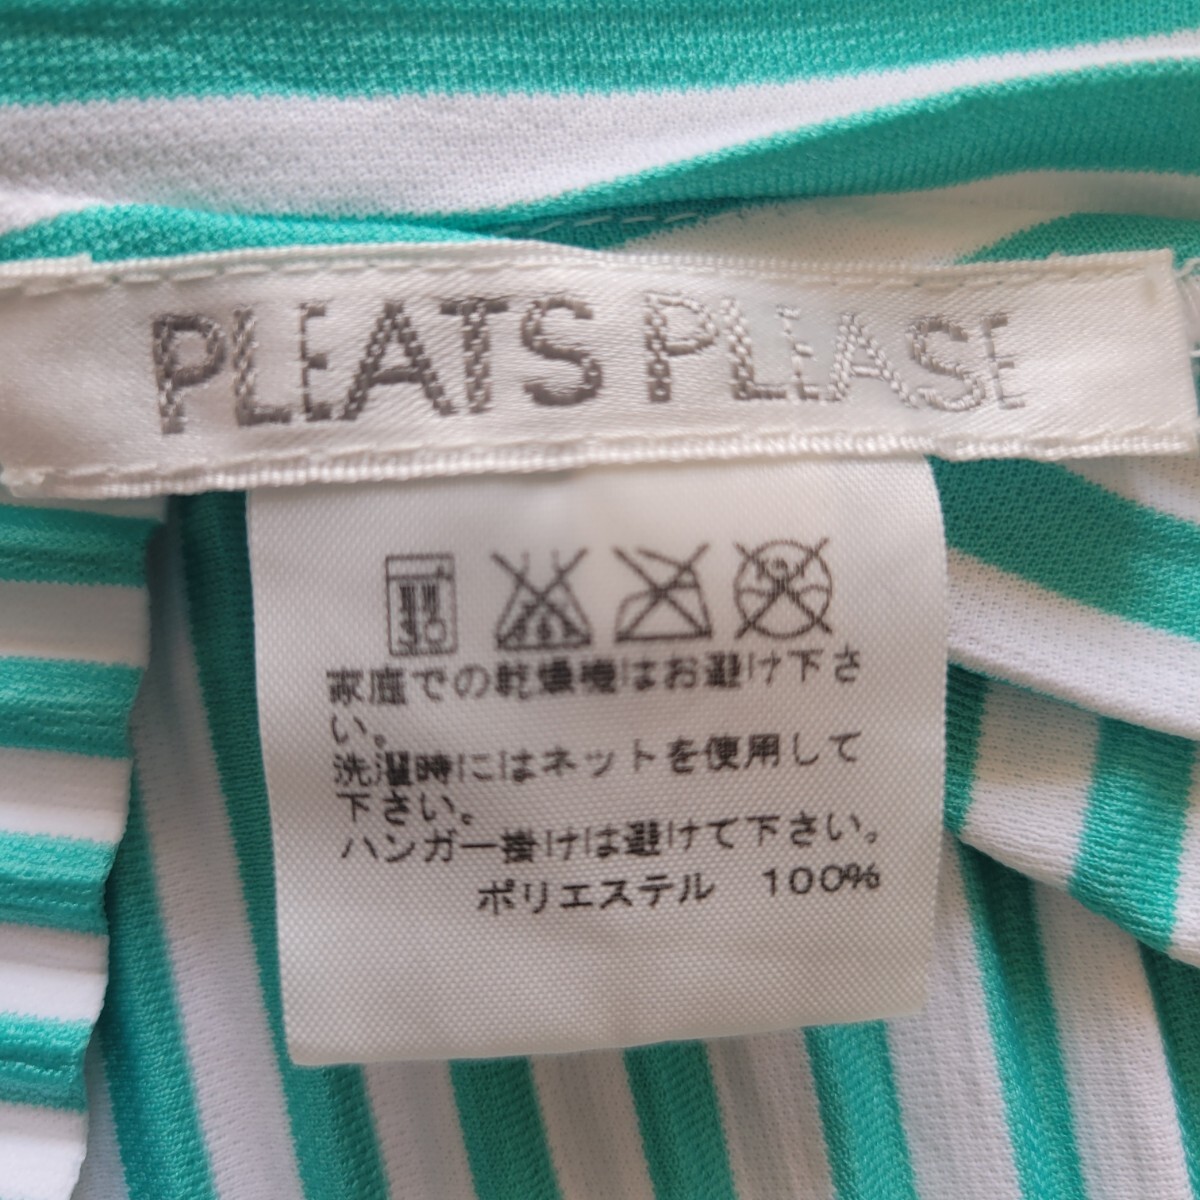 PLEATS PLEASE
家庭での乾燥機はお避け下さ
い。
洗濯時にはネットを使用して
下さい。
ハンガー掛けは避けて下さい。
ポリエステル 100%